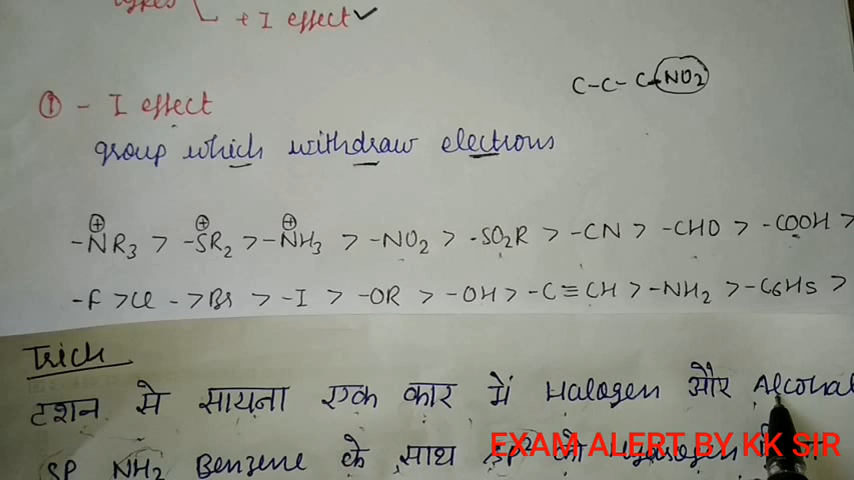 types
+ I effect ✓
C-C-C-NO2
① - I effect
group which withdraw electrons
-N⊕R3 > -S⊕R2 > -N⊕H3 > -NO2 > -SO2R > -CN > -CHO > -COOH >
-F > Cl -> Br > -I > -OR > -OH > -C≡CH > -NH2 > -C6H5 >
Trick
टशन से सायना एक कार में Halogen और Alcohal
SP NH2 Benzene के साथ SP²
EXAM ALERT BY KK SIR